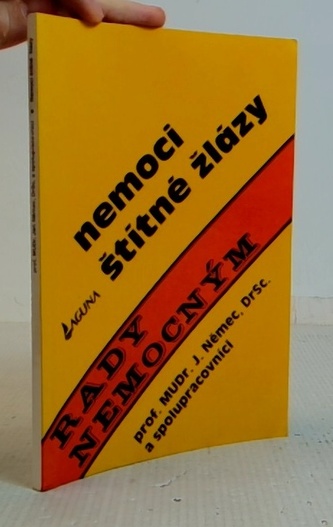 nemoci
štítné žlázy
LAGUNA
RADY
NEMOCNÝM
prof. MUDr. J. Němec, DrSc.
a spolupracovníci